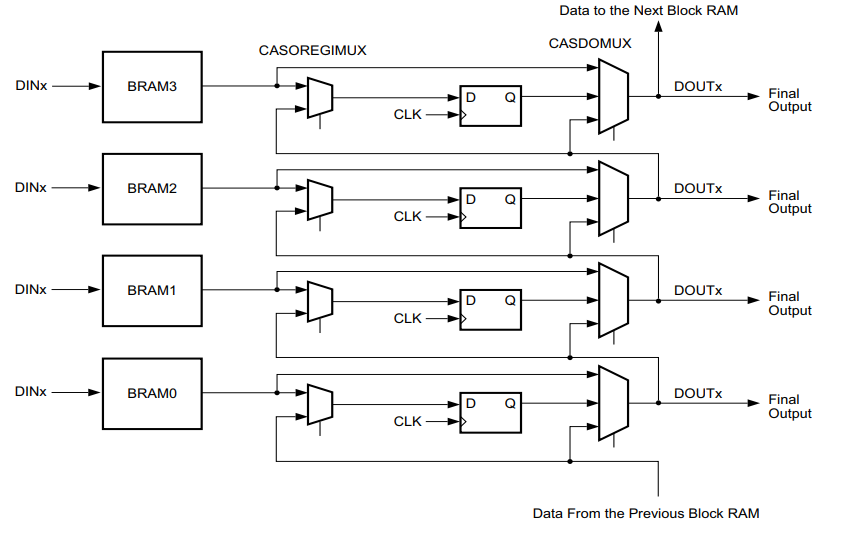 Data to the Next Block RAM
CASOREGIMUX
CASDOMUX
DINx
BRAM3
D
Q
CLK
DOUTx
Final
Output
DINx
BRAM2
D
Q
CLK
DOUTx
Final
Output
DINx
BRAM1
D
Q
CLK
DOUTx
Final
Output
DINx
BRAM0
D
Q
CLK
DOUTx
Final
Output
Data From the Previous Block RAM